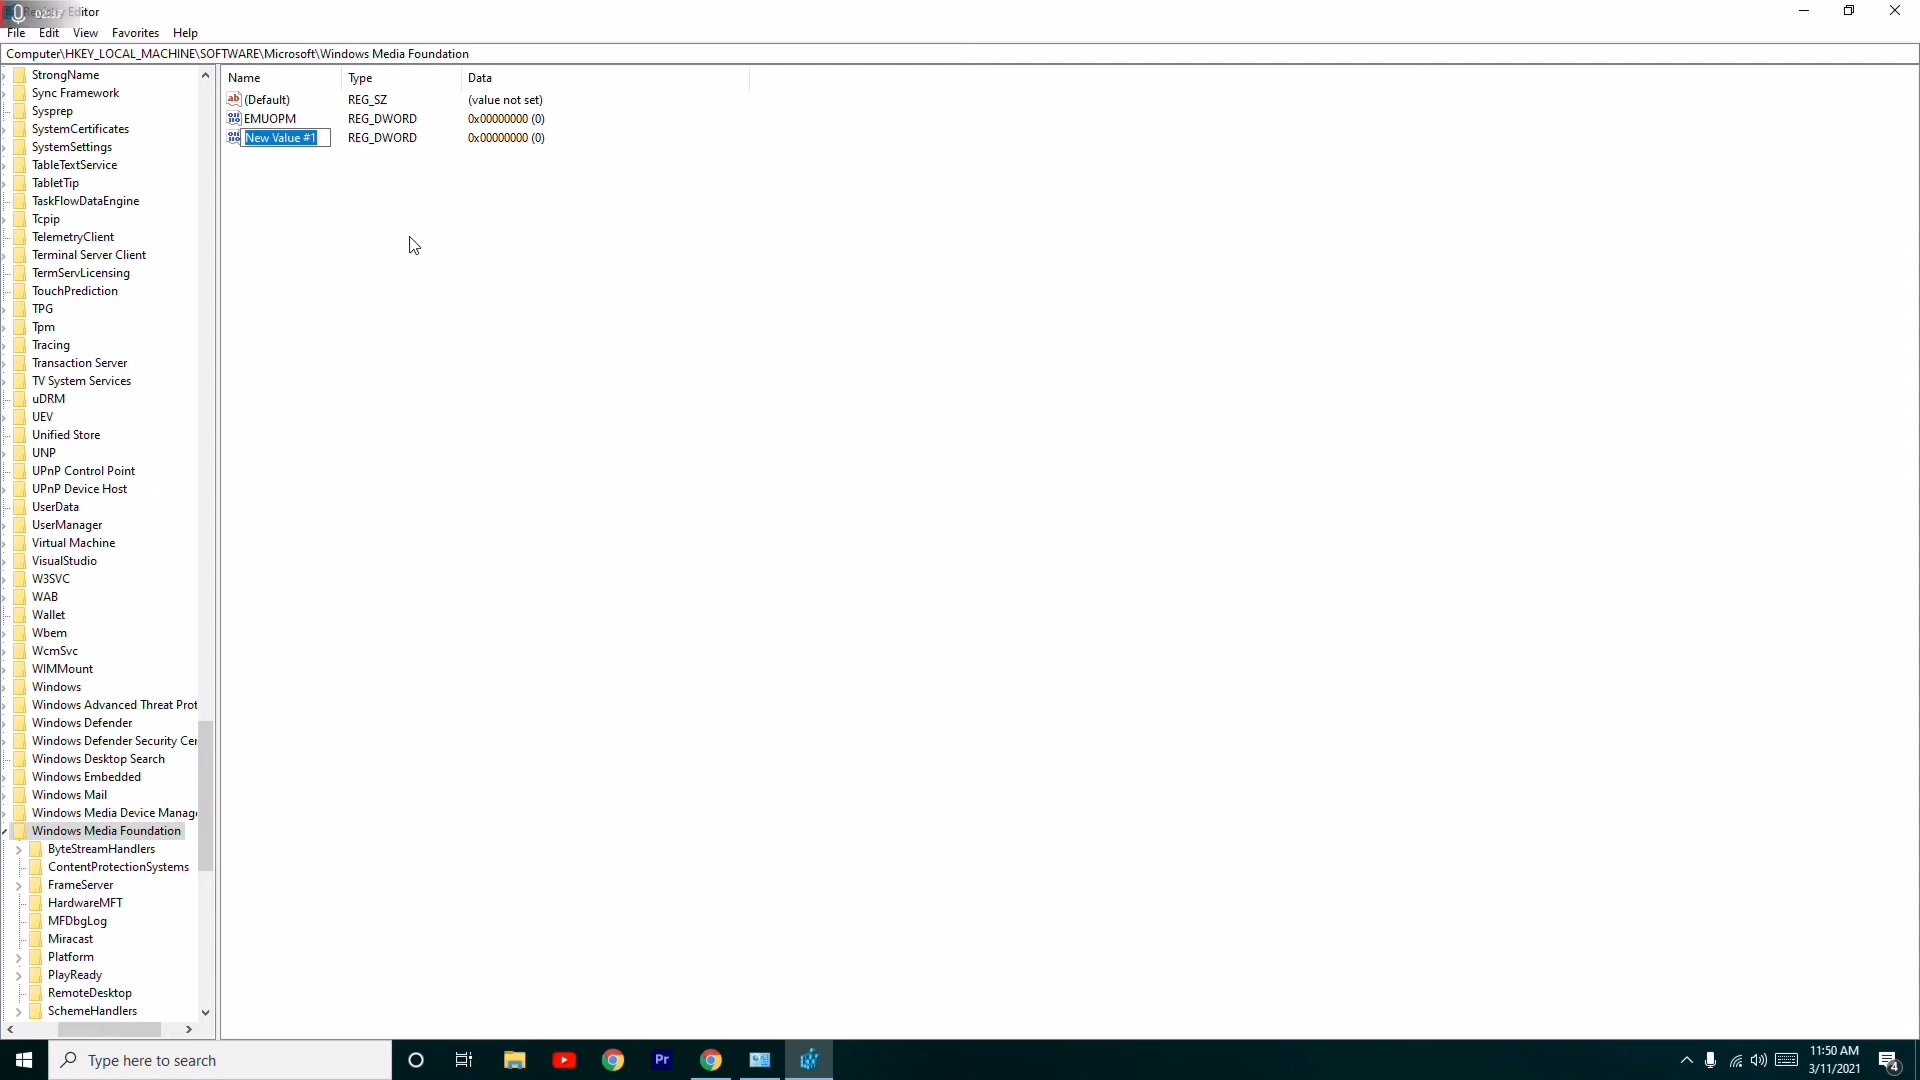 02:37
Editor
File Edit View Favorites Help
Computer\HKEY_LOCAL_MACHINE\SOFTWARE\Microsoft\Windows Media Foundation
Name Type Data
(Default) REG_SZ (value not set)
EMUOPM REG_DWORD 0x00000000 (0)
New Value #1 REG_DWORD 0x00000000 (0)
StrongName
Sync Framework
Sysprep
SystemCertificates
SystemSettings
TableTextService
TabletTip
TaskFlowDataEngine
Tcpip
TelemetryClient
Terminal Server Client
TermServLicensing
TouchPrediction
TPG
Tpm
Tracing
Transaction Server
TV System Services
uDRM
UEV
Unified Store
UNP
UPnP Control Point
UPnP Device Host
UserData
UserManager
Virtual Machine
VisualStudio
W3SVC
WAB
Wallet
Wbem
WcmSvc
WIMMount
Windows
Windows Advanced Threat Prot
Windows Defender
Windows Defender Security Cer
Windows Desktop Search
Windows Embedded
Windows Mail
Windows Media Device Manag
Windows Media Foundation
ByteStreamHandlers
ContentProtectionSystems
FrameServer
HardwareMFT
MFDbgLog
Miracast
Platform
PlayReady
RemoteDesktop
SchemeHandlers
Type here to search
Pr
11:50 AM
3/11/2021
4